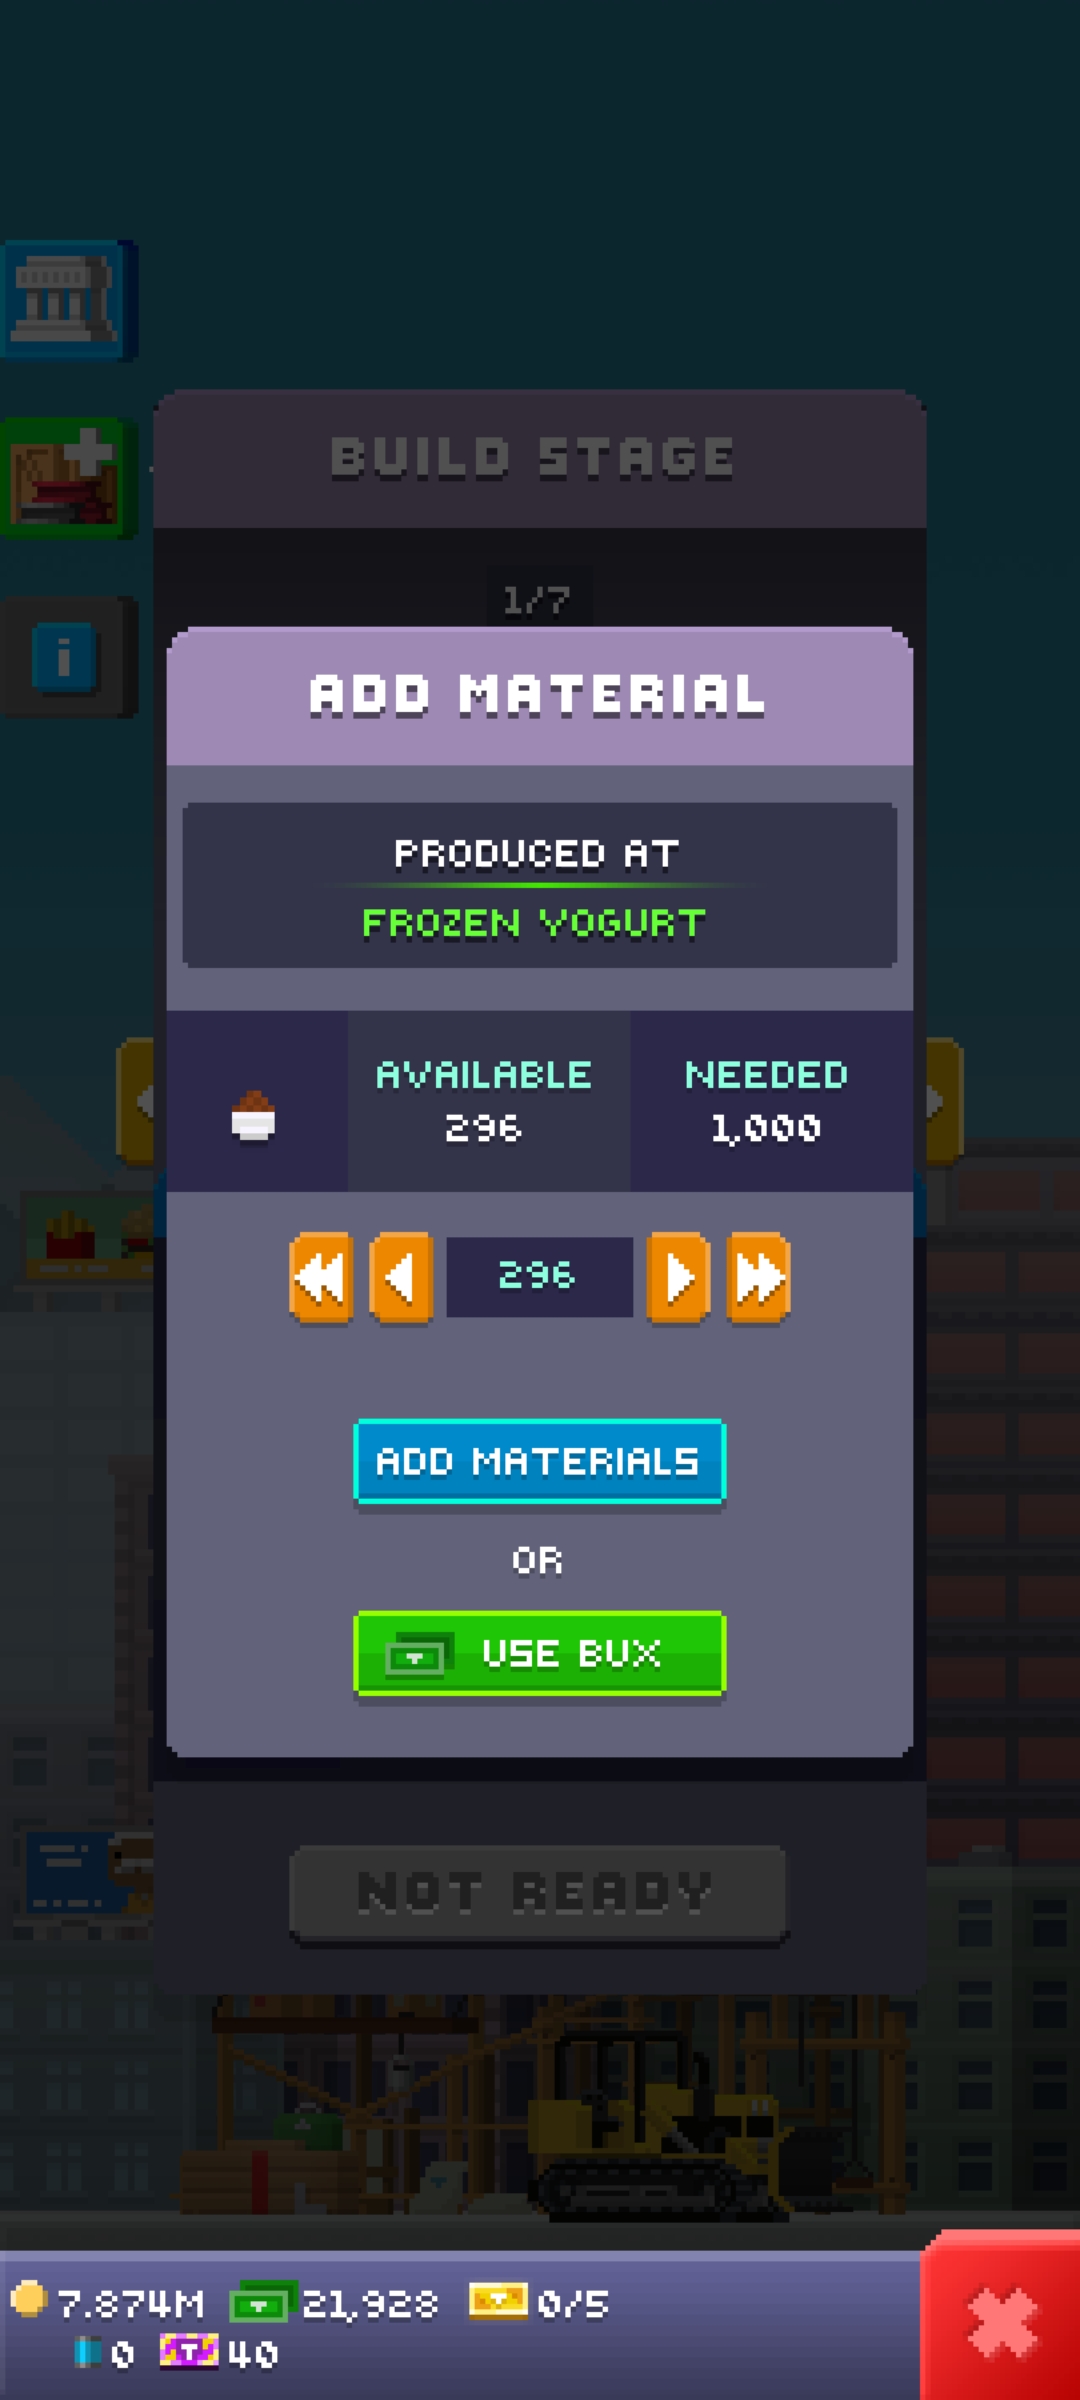 BUILD STAGE
1/7
ADD MATERIAL
PRODUCED AT
FROZEN YOGURT
AVAILABLE NEEDED
296 1,000
296
ADD MATERIALS
OR
USE BUX
NOT READY
7.874M 21,928 0/5
0 40